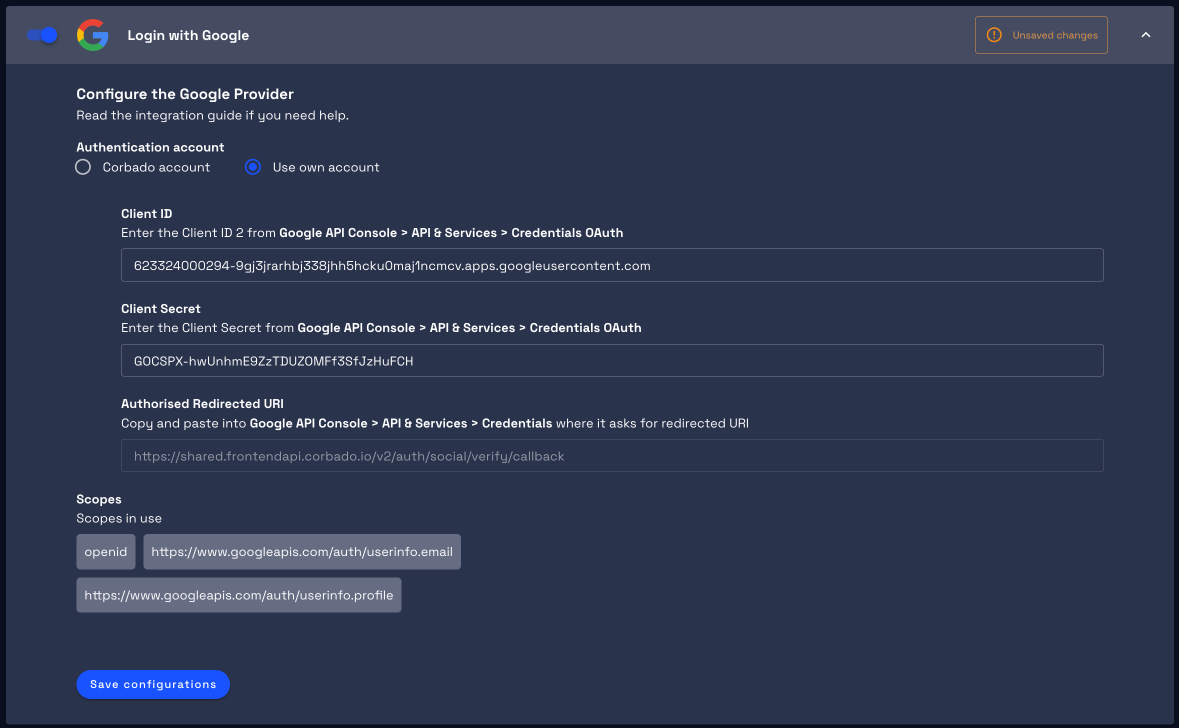 Login with Google
Unsaved changes
Configure the Google Provider
Read the integration guide if you need help.
Authentication account
Corbado account
Use own account
Client ID
Enter the Client ID 2 from Google API Console > API & Services > Credentials OAuth
623324000294-9gj3jrarhbj338jhh5hcku0maj1ncmcv.apps.googleusercontent.com
Client Secret
Enter the Client Secret from Google API Console > API & Services > Credentials OAuth
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
Authorised Redirected URI
Copy and paste into Google API Console > API & Services > Credentials where it asks for redirected URI
https://shared.frontendapi.corbado.io/v2/auth/social/verify/callback
Scopes
Scopes in use
openid
https://www.googleapis.com/auth/userinfo.email
https://www.googleapis.com/auth/userinfo.profile
Save configurations